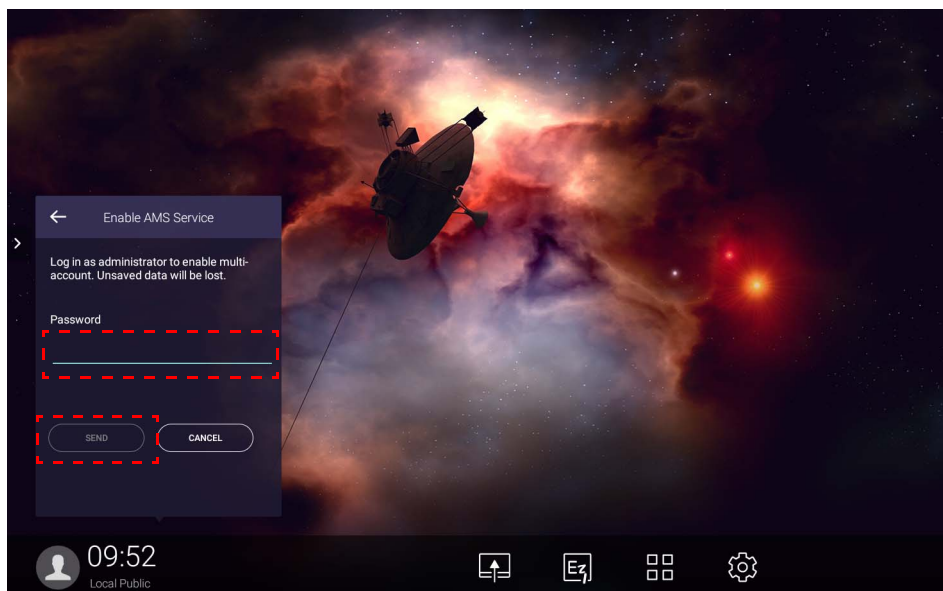 Enable AMS Service
Log in as administrator to enable multi-
account. Unsaved data will be lost.
Password
SEND
CANCEL
09:52
Local Public